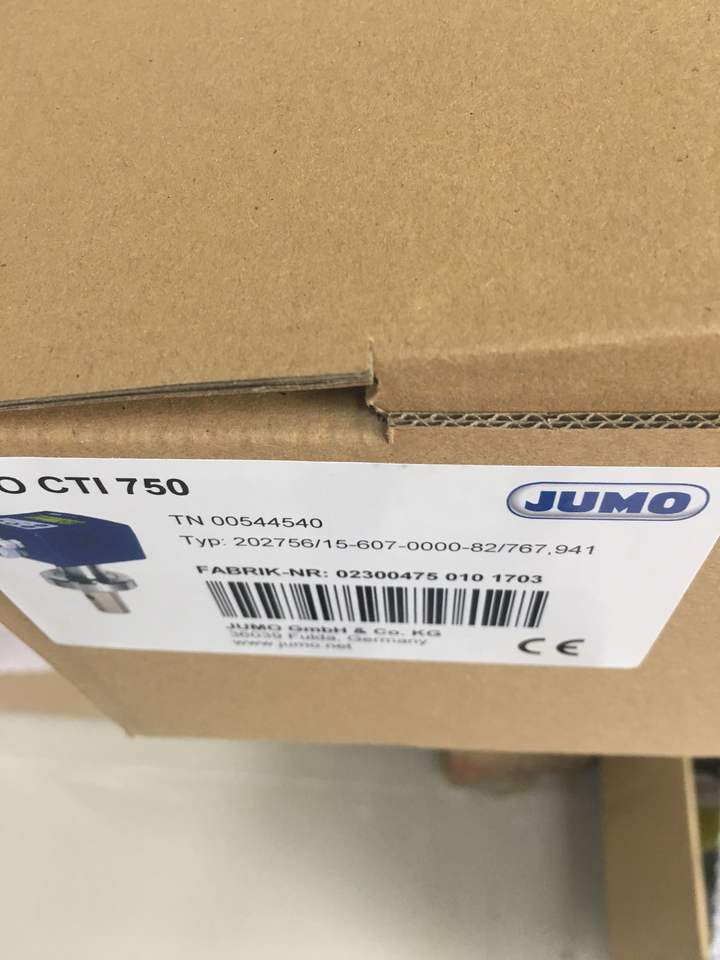 O CTI 750
JUMO
TN 00544540
Typ: 202756/15-607-0000-82/767,941
FABRIK-NR: 02300475 010 1703
JUMO GmbH & Co. KG
36039 Fulda, Germany
www.jumo.net
CE